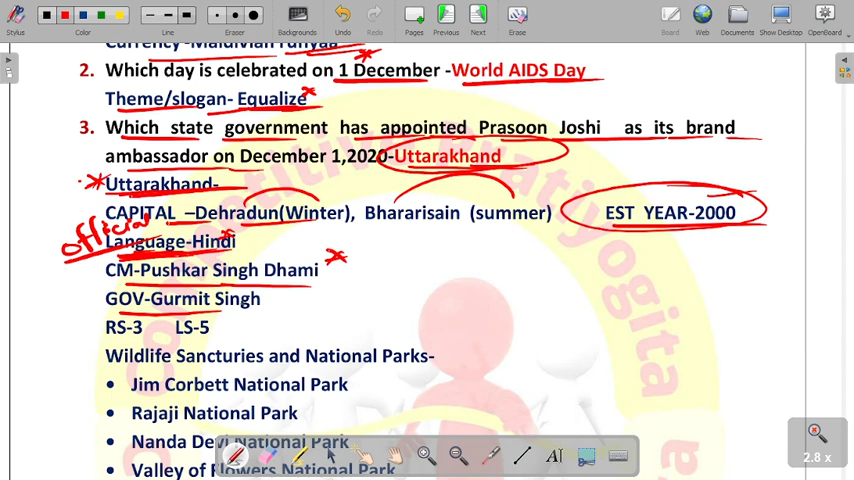 Stylus
Color
Line
Eraser
Backgrounds
Undo
Redo
Pages
Previous
Next
Erase
Board
Web
Documents
Show Desktop
OpenBoard
Currency-Maldivian
2. Which day is celebrated on 1 December -World AIDS Day
Theme/slogan- Equalize
3. Which state government has appointed Prasoon Joshi as its brand
ambassador on December 1,2020-Uttarakhand
Uttarakhand-
CAPITAL –Dehradun(Winter), Bhararisain (summer) EST YEAR-2000
official
Language-Hindi
CM-Pushkar Singh Dhami
GOV-Gurmit Singh
RS-3 LS-5
Wildlife Sancturies and National Parks-
• Jim Corbett National Park
• Rajaji National Park
• Nanda Devi National Park
• Valley of Flowers National Park
2.8 x
Competitive Pratiyogita